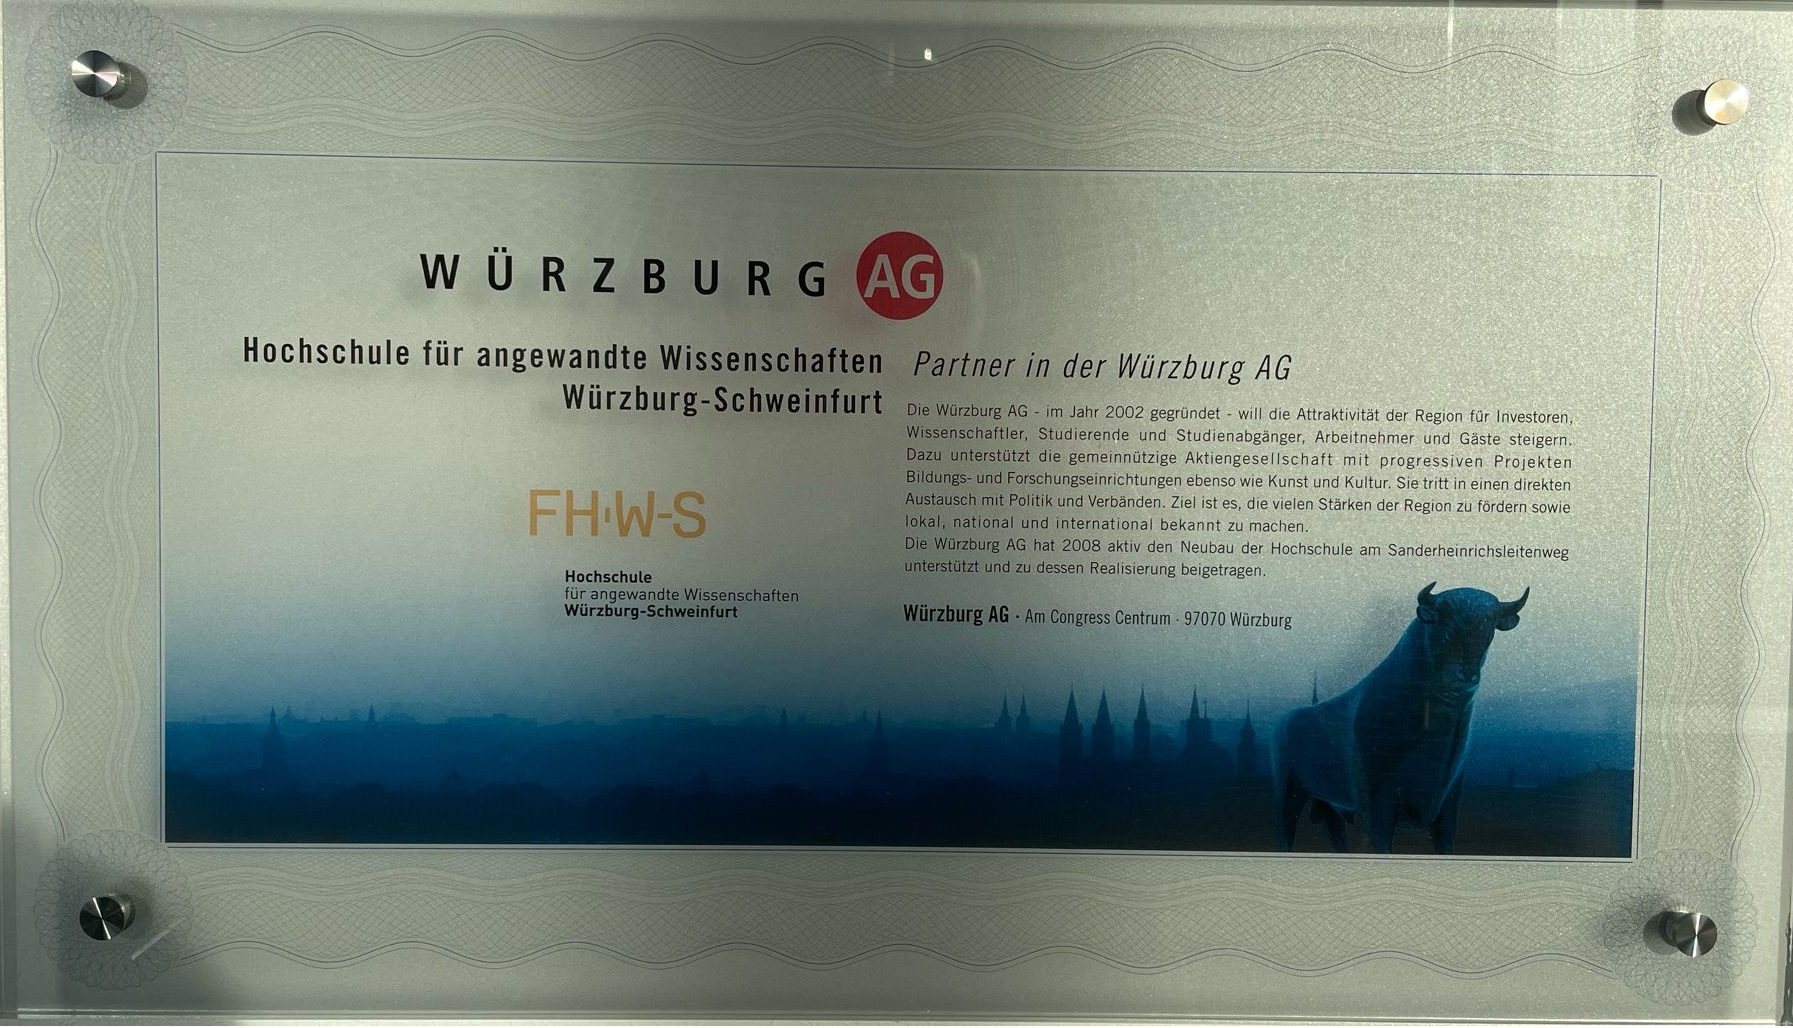 WÜRZBURG AG
Hochschule für angewandte Wissenschaften
Würzburg-Schweinfurt
FH·W-S
Hochschule
für angewandte Wissenschaften
Würzburg-Schweinfurt
Partner in der Würzburg AG
Die Würzburg AG - im Jahr 2002 gegründet - will die Attraktivität der Region für Investoren,
Wissenschaftler, Studierende und Studienabgänger, Arbeitnehmer und Gäste steigern.
Dazu unterstützt die gemeinnützige Aktiengesellschaft mit progressiven Projekten
Bildungs- und Forschungseinrichtungen ebenso wie Kunst und Kultur. Sie tritt in einen direkten
Austausch mit Politik und Verbänden. Ziel ist es, die vielen Stärken der Region zu fördern sowie
lokal, national und international bekannt zu machen.
Die Würzburg AG hat 2008 aktiv den Neubau der Hochschule am Sanderheinrichsleitenweg
unterstützt und zu dessen Realisierung beigetragen.
Würzburg AG · Am Congress Centrum · 97070 Würzburg